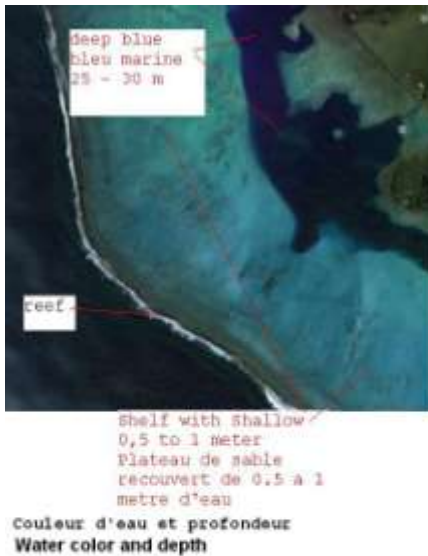 deep blue
bleu marine
25 - 30 m
reef
Shelf with Shallow
0,5 to 1 meter
Plateau de sable
recouvert de 0.5 à 1
metre d'eau
Couleur d'eau et profondeur
Water color and depth